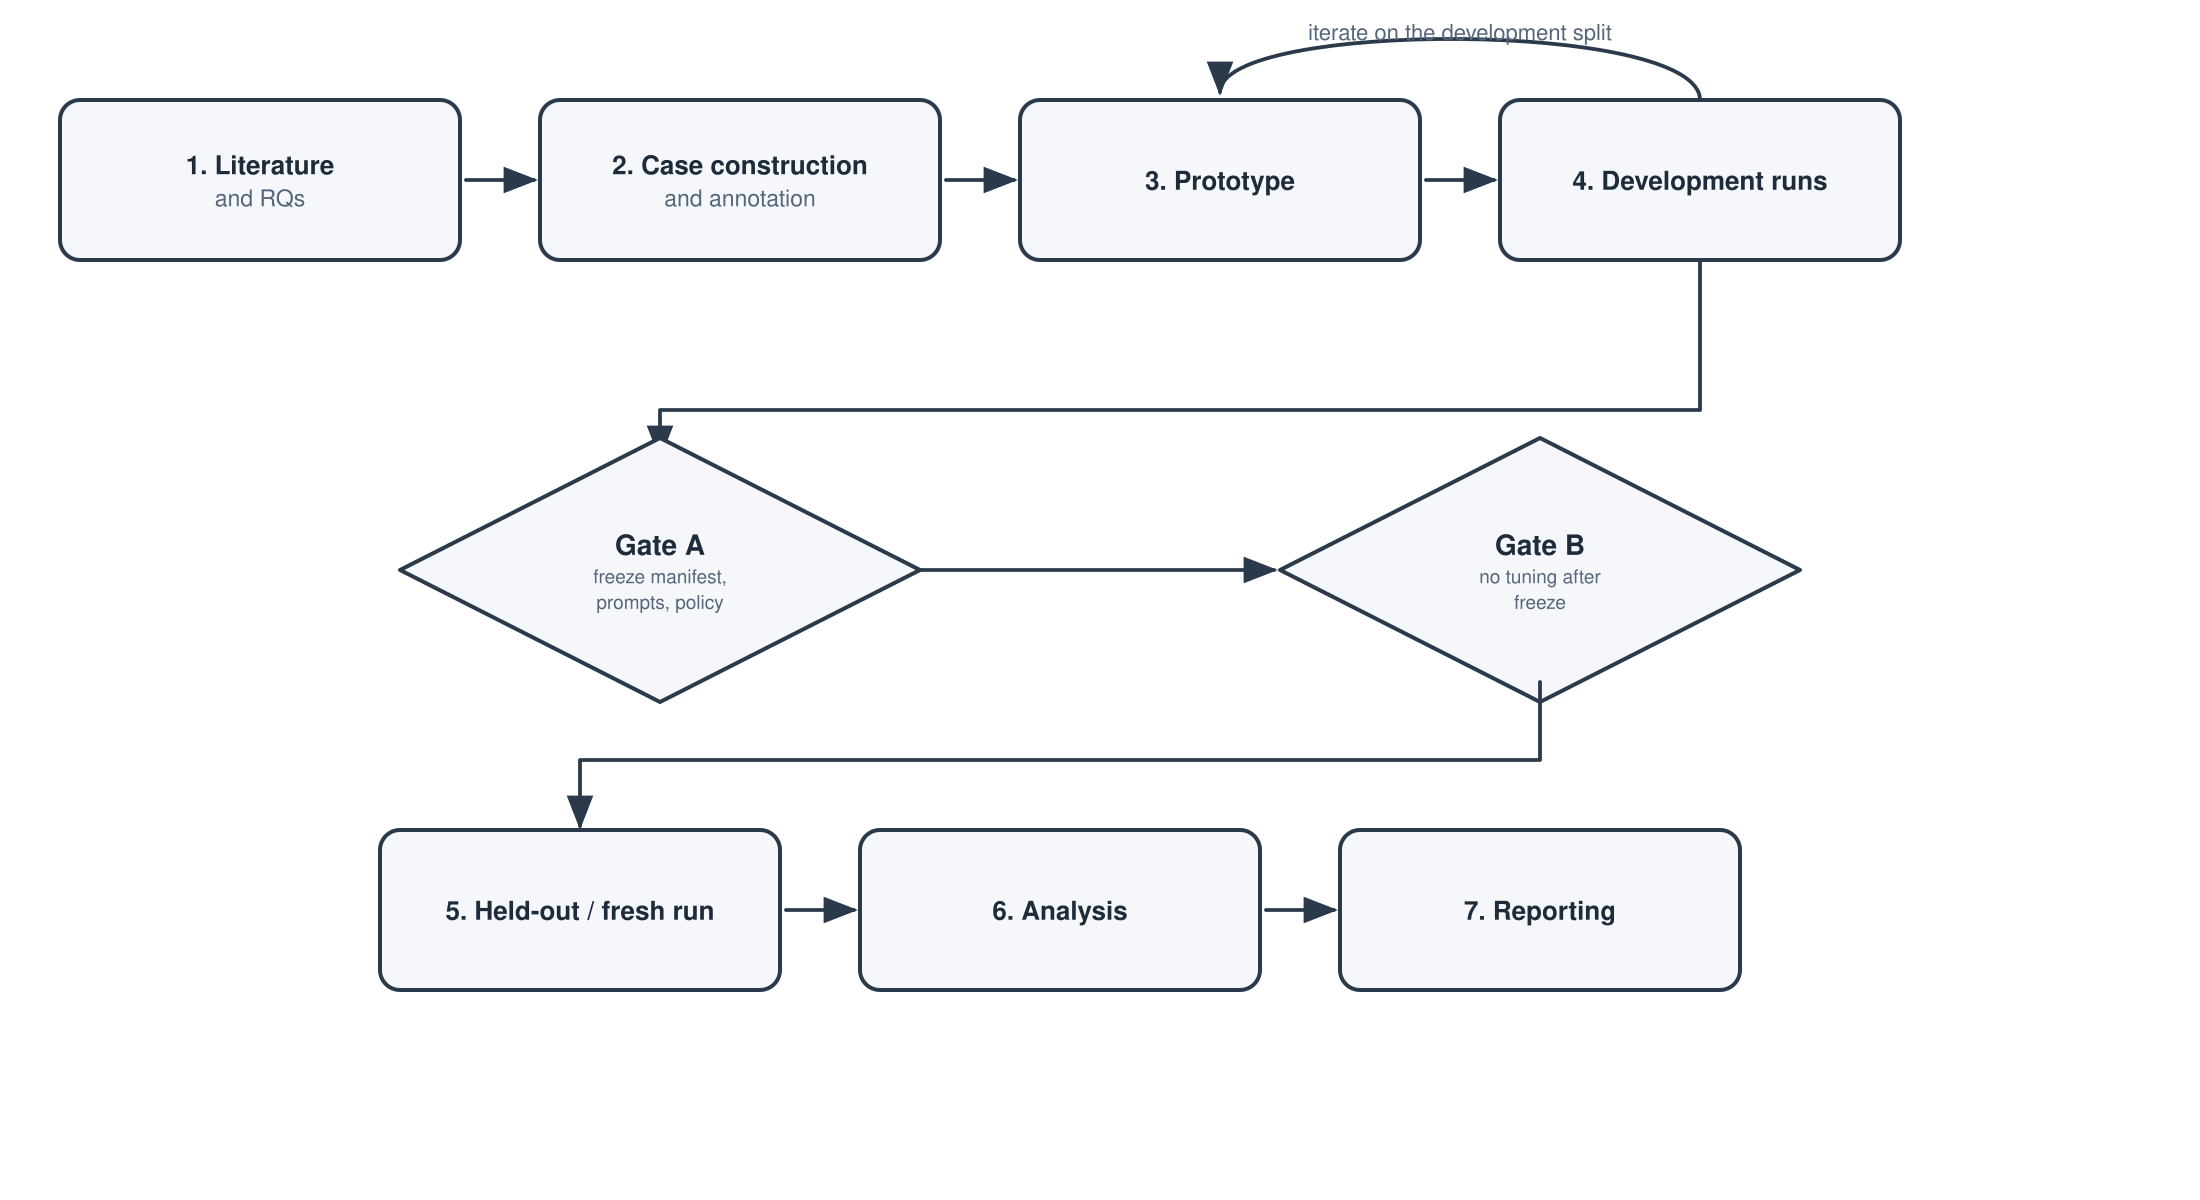 iterate on the development split
1. Literature
and RQs
2. Case construction
and annotation
3. Prototype
4. Development runs
Gate A
freeze manifest,
prompts, policy
Gate B
no tuning after
freeze
5. Held-out / fresh run
6. Analysis
7. Reporting